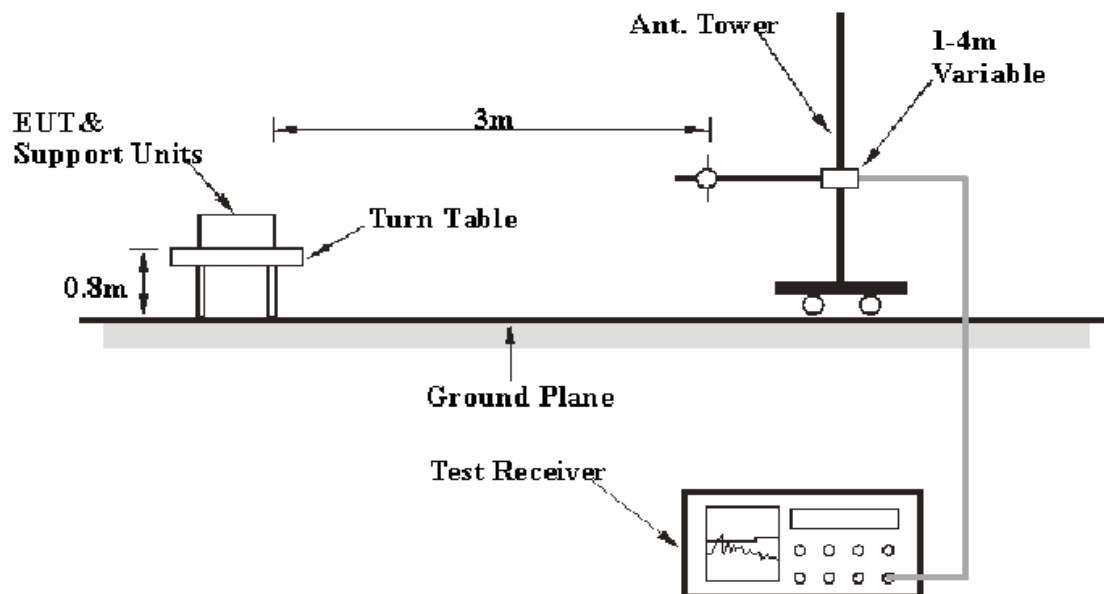 Ant. Tower
1-4m
Variable
3m
EUT&
Support Units
Turn Table
0.8m
Ground Plane
Test Receiver